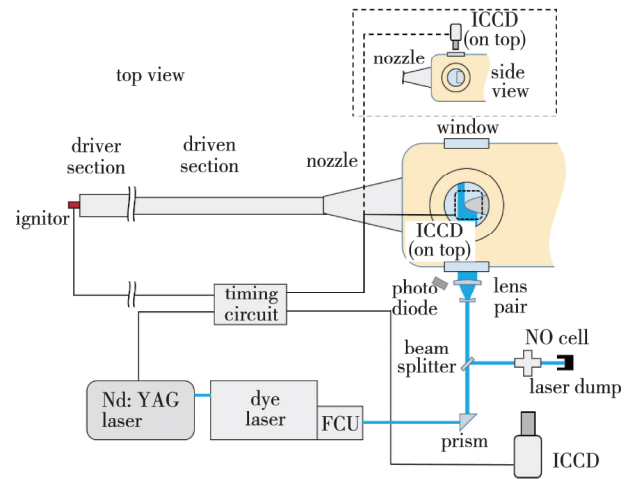 ICCD
(on top)
nozzle
side
view
top view
window
driver
section
driven
section
nozzle
ignitor
ICCD
(on top)
photo
diode
lens
pair
timing
circuit
NO cell
beam
splitter
laser dump
Nd: YAG
laser
dye
laser
FCU
prism
ICCD